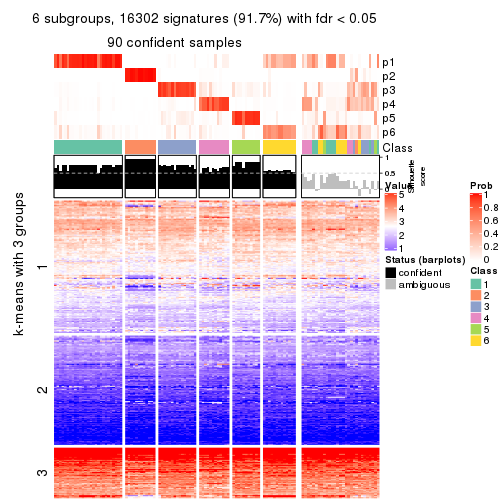 6 subgroups, 16302 signatures (91.7%) with fdr < 0.05
90 confident samples
p1
p2
p3
p4
p5
p6
Class
1
0.5
0
Silhouette
score
k-means with 3 groups
1
2
3
Value
5
4
3
2
1
Status (barplots)
confident
ambiguous
Prob
1
0.8
0.6
0.4
0.2
0
Class
1
2
3
4
5
6